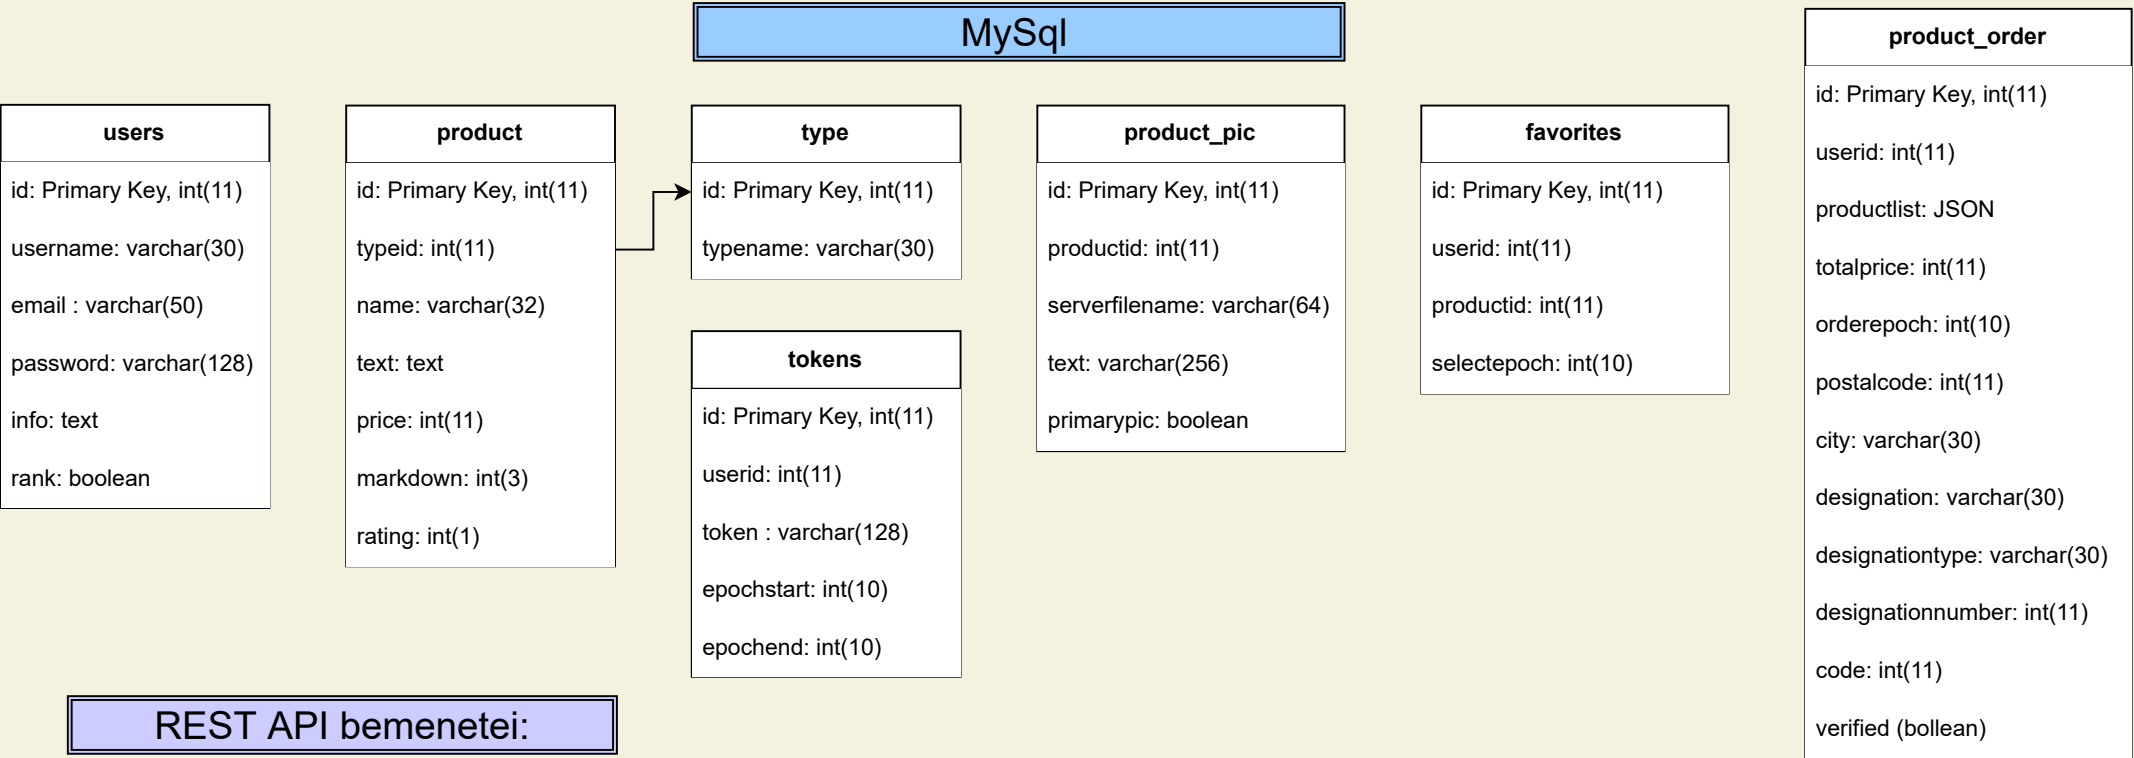 MySql
users
id: Primary Key, int(11)
username: varchar(30)
email : varchar(50)
password: varchar(128)
info: text
rank: boolean
product
id: Primary Key, int(11)
typeid: int(11)
name: varchar(32)
text: text
price: int(11)
markdown: int(3)
rating: int(1)
type
id: Primary Key, int(11)
typename: varchar(30)
tokens
id: Primary Key, int(11)
userid: int(11)
token : varchar(128)
epochstart: int(10)
epochend: int(10)
product_pic
id: Primary Key, int(11)
productid: int(11)
serverfilename: varchar(64)
text: varchar(256)
primarypic: boolean
favorites
id: Primary Key, int(11)
userid: int(11)
productid: int(11)
selectepoch: int(10)
product_order
id: Primary Key, int(11)
userid: int(11)
productlist: JSON
totalprice: int(11)
orderepoch: int(10)
postalcode: int(11)
city: varchar(30)
designation: varchar(30)
designationtype: varchar(30)
designationnumber: int(11)
code: int(11)
verified (bollean)
REST API bemenetei: